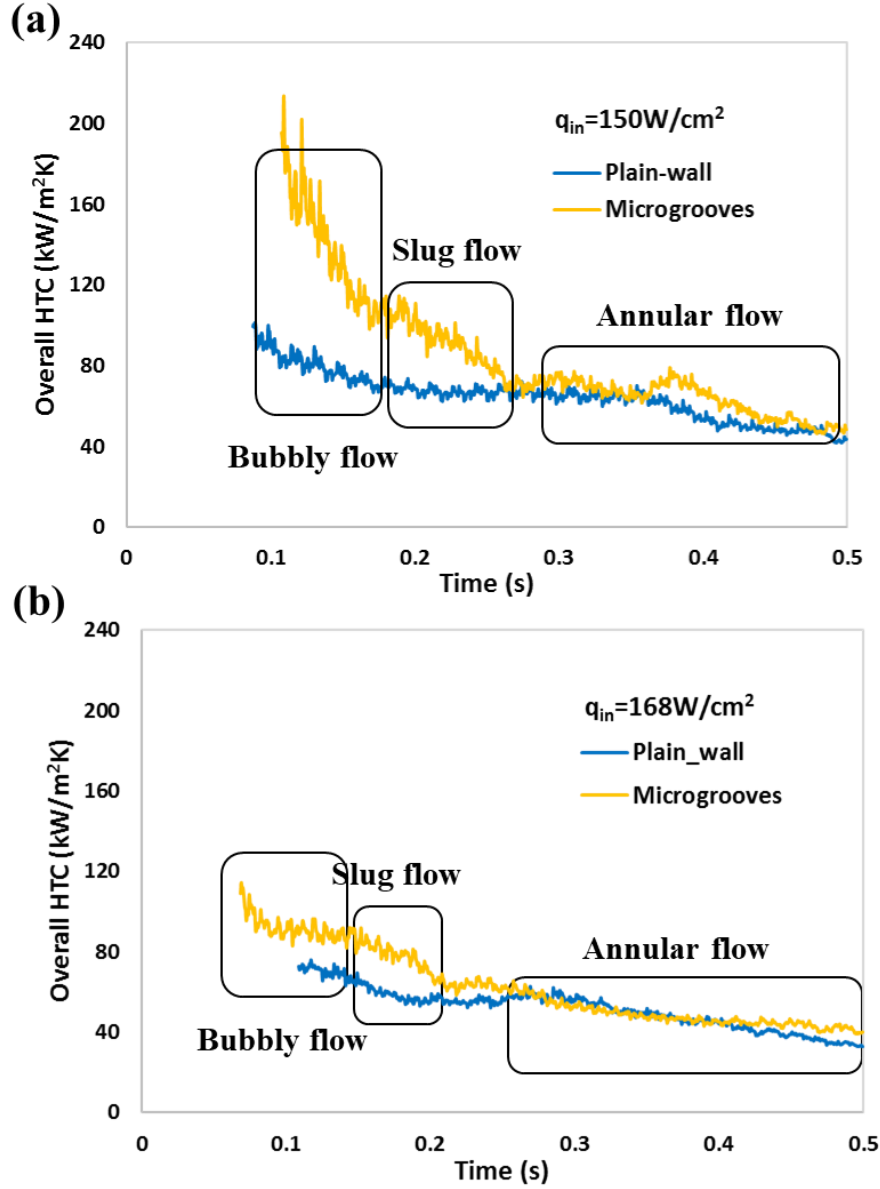 (a)
240
200
160
120
80
40
0
Overall HTC (kW/m²K)
qin=150W/cm²
Plain-wall
Microgrooves
Slug flow
Annular flow
Bubbly flow
0 0.1 0.2 0.3 0.4 0.5
Time (s)
(b)
240
200
160
120
80
40
0
Overall HTC (kW/m²K)
qin=168W/cm²
Plain_wall
Microgrooves
Slug flow
Annular flow
Bubbly flow
0 0.1 0.2 0.3 0.4 0.5
Time (s)